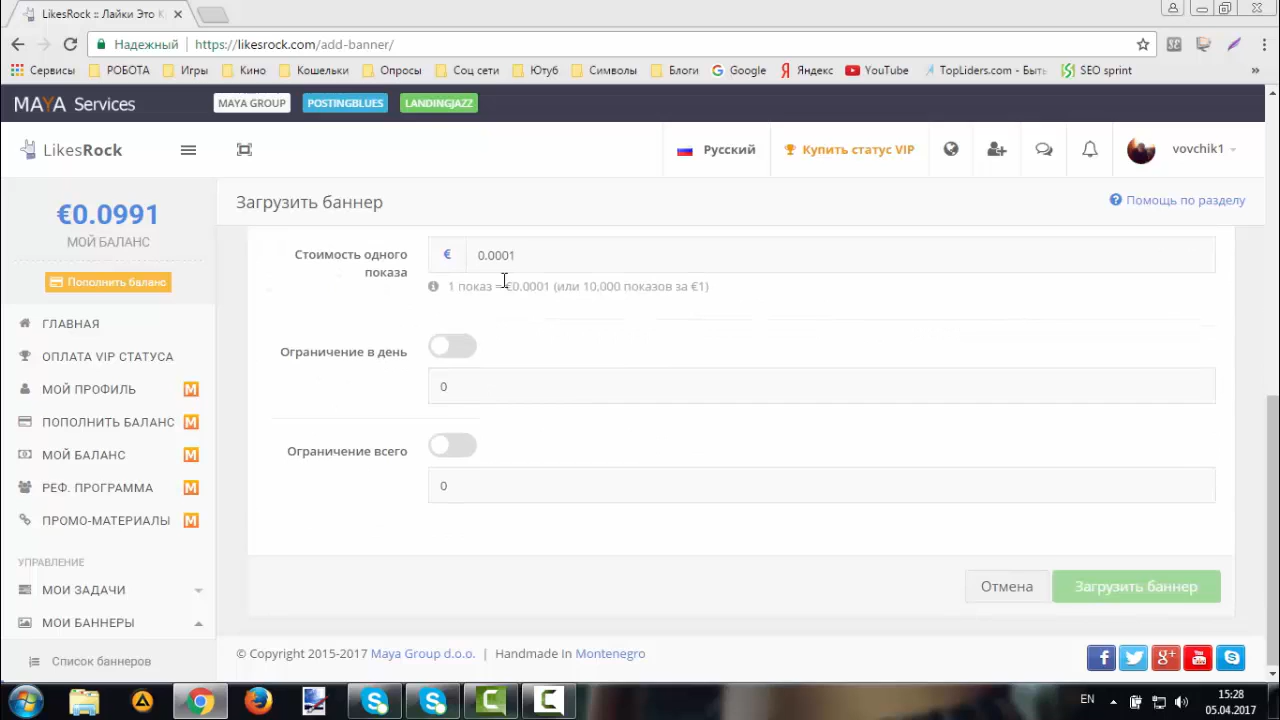 LikesRock :: Лайки Это К
Надежный
https://likesrock.com/add-banner/
Сервисы РОБОТА Игры Кино Кошельки Опросы Соц сети Ютуб Символы Блоги Google Яндекс YouTube TopLiders.com - Быть SEO sprint »
MAYA Services MAYA GROUP POSTINGBLUES LANDINGJAZZ
LikesRock Русский Купить статус VIP vovchik1
€0.0991
МОЙ БАЛАНС
Пополнить баланс
ГЛАВНАЯ
ОПЛАТА VIP СТАТУСА
МОЙ ПРОФИЛЬ M
ПОПОЛНИТЬ БАЛАНС M
МОЙ БАЛАНС M
РЕФ. ПРОГРАММА M
ПРОМО-МАТЕРИАЛЫ M
УПРАВЛЕНИЕ
МОИ ЗАДАЧИ
МОИ БАННЕРЫ
Список баннеров
Загрузить баннер Помощь по разделу
Стоимость одного
показа
€ 0.0001
1 показ = €0.0001 (или 10,000 показов за €1)
Ограничение в день
0
Ограничение всего
0
Отмена Загрузить баннер
© Copyright 2015-2017 Maya Group d.o.o. | Handmade In Montenegro
EN 15:28
05.04.2017